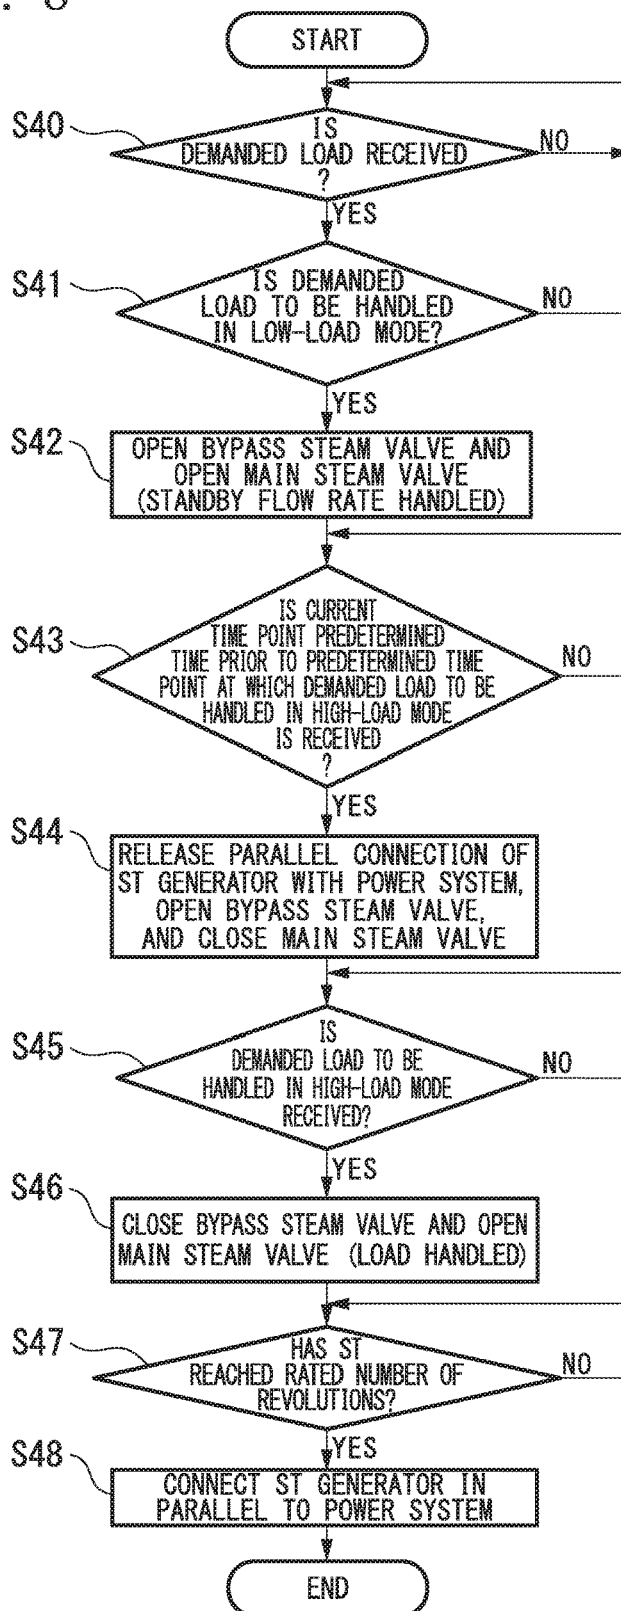 START
S40
IS
DEMANDED LOAD RECEIVED
?
NO
YES
S41
IS DEMANDED
LOAD TO BE HANDLED
IN LOW-LOAD MODE?
NO
YES
S42
OPEN BYPASS STEAM VALVE AND
OPEN MAIN STEAM VALVE
(STANDBY FLOW RATE HANDLED)
S43
IS CURRENT
TIME POINT PREDETERMINED
TIME PRIOR TO PREDETERMINED TIME
POINT AT WHICH DEMANDED LOAD TO BE
HANDLED IN HIGH-LOAD MODE
IS RECEIVED
?
NO
YES
S44
RELEASE PARALLEL CONNECTION OF
ST GENERATOR WITH POWER SYSTEM,
OPEN BYPASS STEAM VALVE,
AND CLOSE MAIN STEAM VALVE
S45
IS
DEMANDED LOAD TO BE
HANDLED IN HIGH-LOAD MODE
RECEIVED?
NO
YES
S46
CLOSE BYPASS STEAM VALVE AND OPEN
MAIN STEAM VALVE (LOAD HANDLED)
S47
HAS ST
REACHED RATED NUMBER OF
REVOLUTIONS?
NO
YES
S48
CONNECT ST GENERATOR IN
PARALLEL TO POWER SYSTEM
END